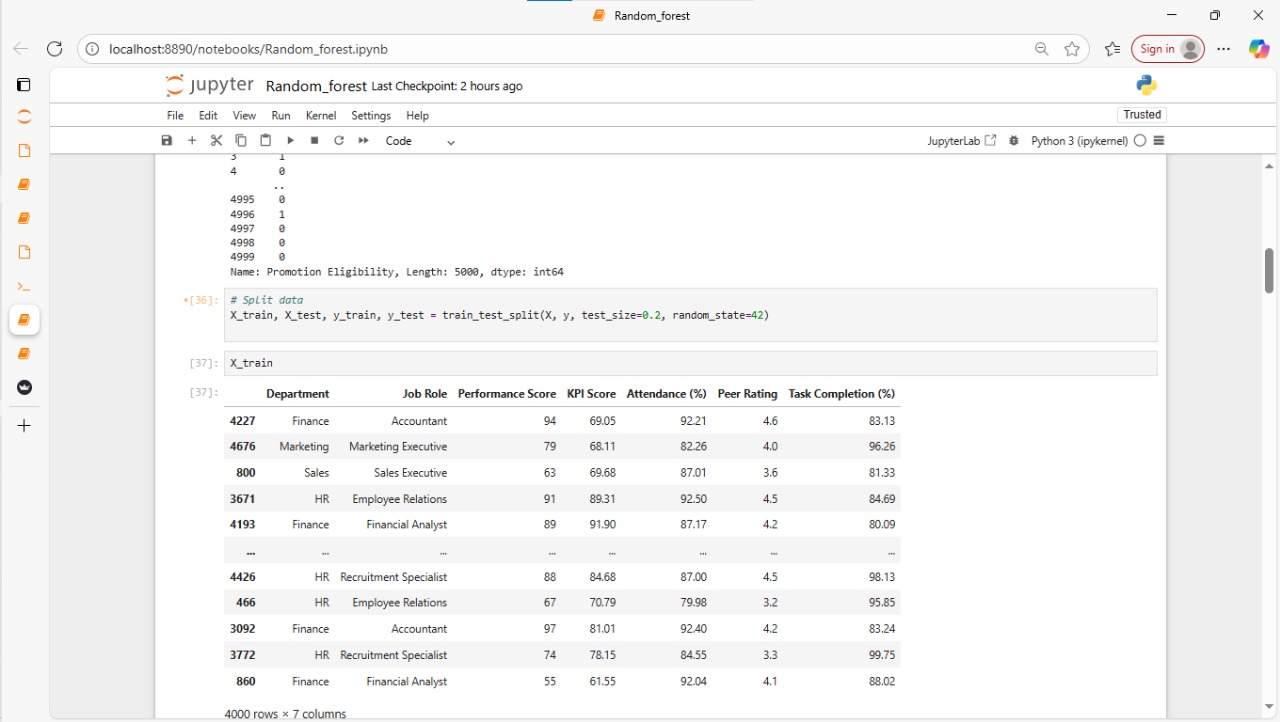 Random_forest
localhost:8890/notebooks/Random_forest.ipynb
Sign in
jupyter Random_forest Last Checkpoint: 2 hours ago
File Edit View Run Kernel Settings Help
Trusted
Code
JupyterLab
Python 3 (ipykernel)
3 1
4 0
..
4995 0
4996 1
4997 0
4998 0
4999 0
Name: Promotion Eligibility, Length: 5000, dtype: int64
*[36]: # Split data
X_train, X_test, y_train, y_test = train_test_split(X, y, test_size=0.2, random_state=42)
[37]: X_train
[37]: Department Job Role Performance Score KPI Score Attendance (%) Peer Rating Task Completion (%)
4227 Finance Accountant 94 69.05 92.21 4.6 83.13
4676 Marketing Marketing Executive 79 68.11 82.26 4.0 96.26
800 Sales Sales Executive 63 69.68 87.01 3.6 81.33
3671 HR Employee Relations 91 89.31 92.50 4.5 84.69
4193 Finance Financial Analyst 89 91.90 87.17 4.2 80.09
... ... ... ... ... ... ... ...
4426 HR Recruitment Specialist 88 84.68 87.00 4.5 98.13
466 HR Employee Relations 67 70.79 79.98 3.2 95.85
3092 Finance Accountant 97 81.01 92.40 4.2 83.24
3772 HR Recruitment Specialist 74 78.15 84.55 3.3 99.75
860 Finance Financial Analyst 55 61.55 92.04 4.1 88.02
4000 rows × 7 columns